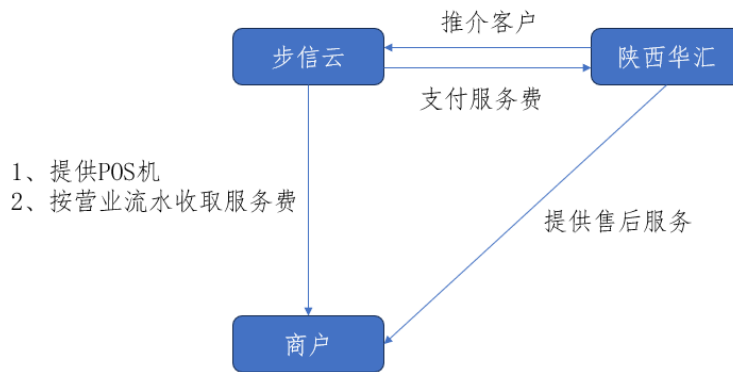 推介客户
步信云
陕西华汇
支付服务费
1、提供POS机
2、按营业流水收取服务费
提供售后服务
商户